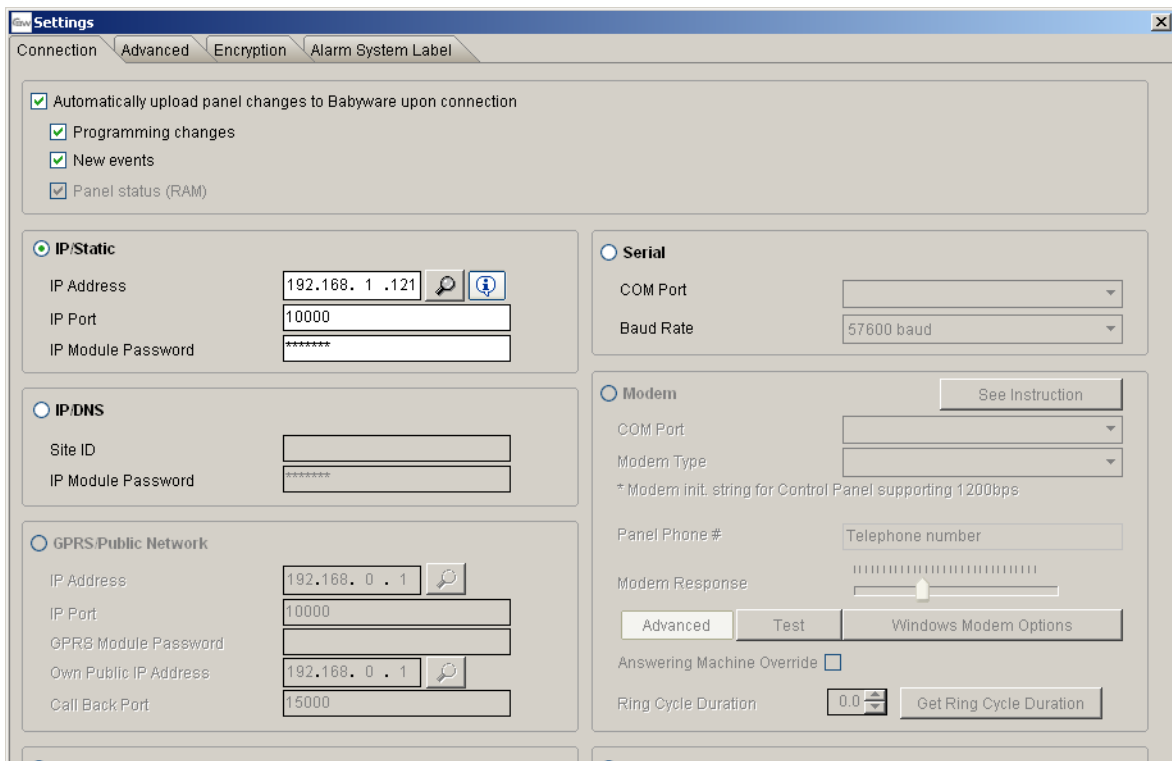 Settings
Connection
Advanced
Encryption
Alarm System Label
Automatically upload panel changes to Babyware upon connection
Programming changes
New events
Panel status (RAM)
IP/Static
IP Address 192.168. 1 .121
IP Port 10000
IP Module Password *******
IP/DNS
Site ID
IP Module Password *******
GPRS/Public Network
IP Address 192.168. 0 . 1
IP Port 10000
GPRS Module Password
Own Public IP Address 192.168. 0 . 1
Call Back Port 15000
Serial
COM Port
Baud Rate 57600 baud
Modem See Instruction
COM Port
Modem Type
* Modem init. string for Control Panel supporting 1200bps
Panel Phone # Telephone number
Modem Response
Advanced Test Windows Modem Options
Answering Machine Override
Ring Cycle Duration 0.0 Get Ring Cycle Duration